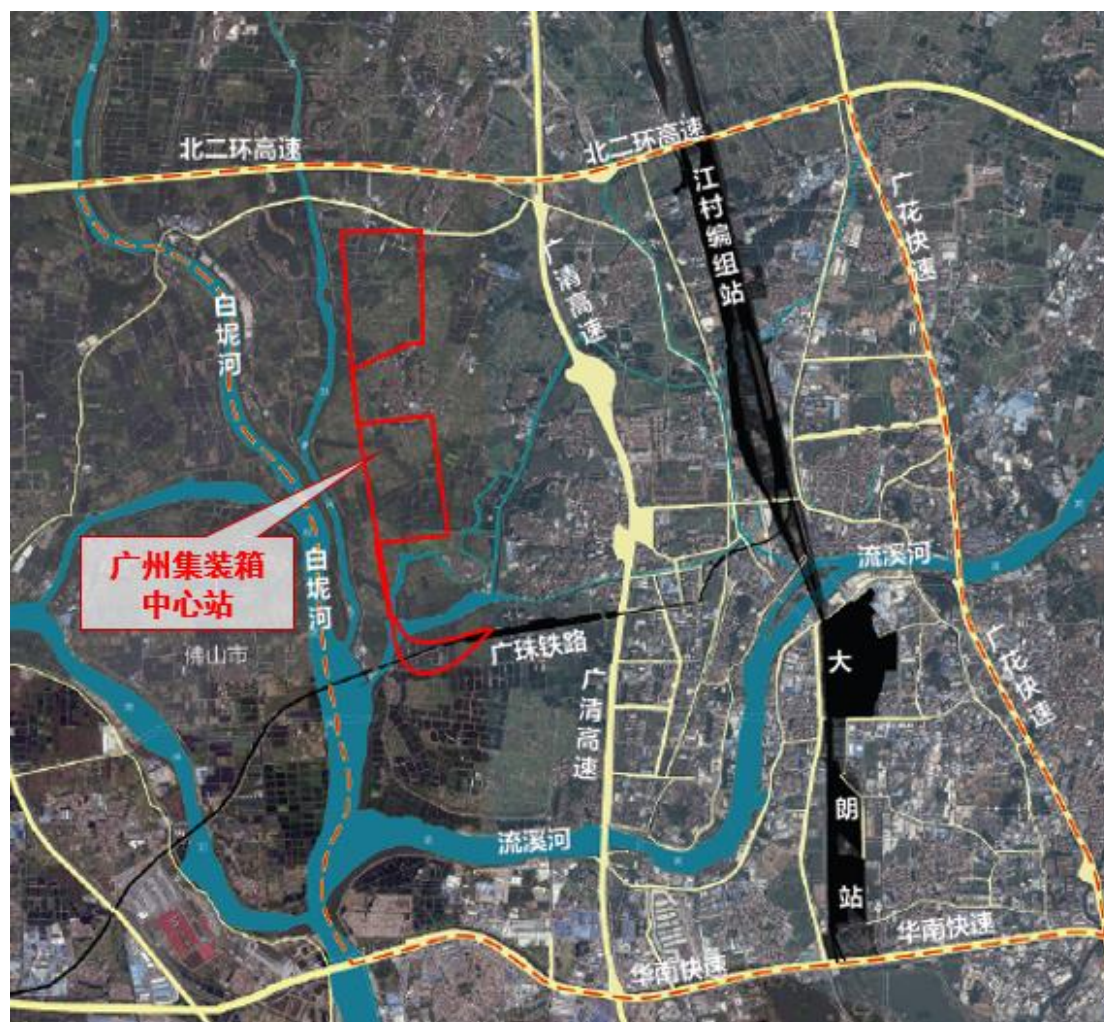 北二环高速
北二环高速
江村编组站
广花快速
广清高速
白坭河
广州集装箱
中心站
白坭河
流溪河
佛山市
广珠铁路
大
广花快速
广清高速
朗
流溪河
站
华南快速
华南快速